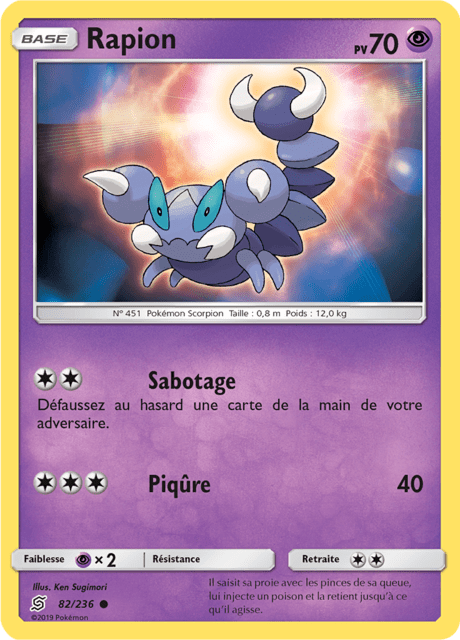 BASE Rapion PV70
N° 451 Pokémon Scorpion Taille : 0,8 m Poids : 12,0 kg
Sabotage
Défaussez au hasard une carte de la main de votre
adversaire.
Piqûre 40
Faiblesse ×2 Résistance Retraite
Illus. Ken Sugimori
82/236
©2019 Pokémon
Il saisit sa proie avec les pinces de sa queue,
lui injecte un poison et la retient jusqu'à ce
qu'il agisse.